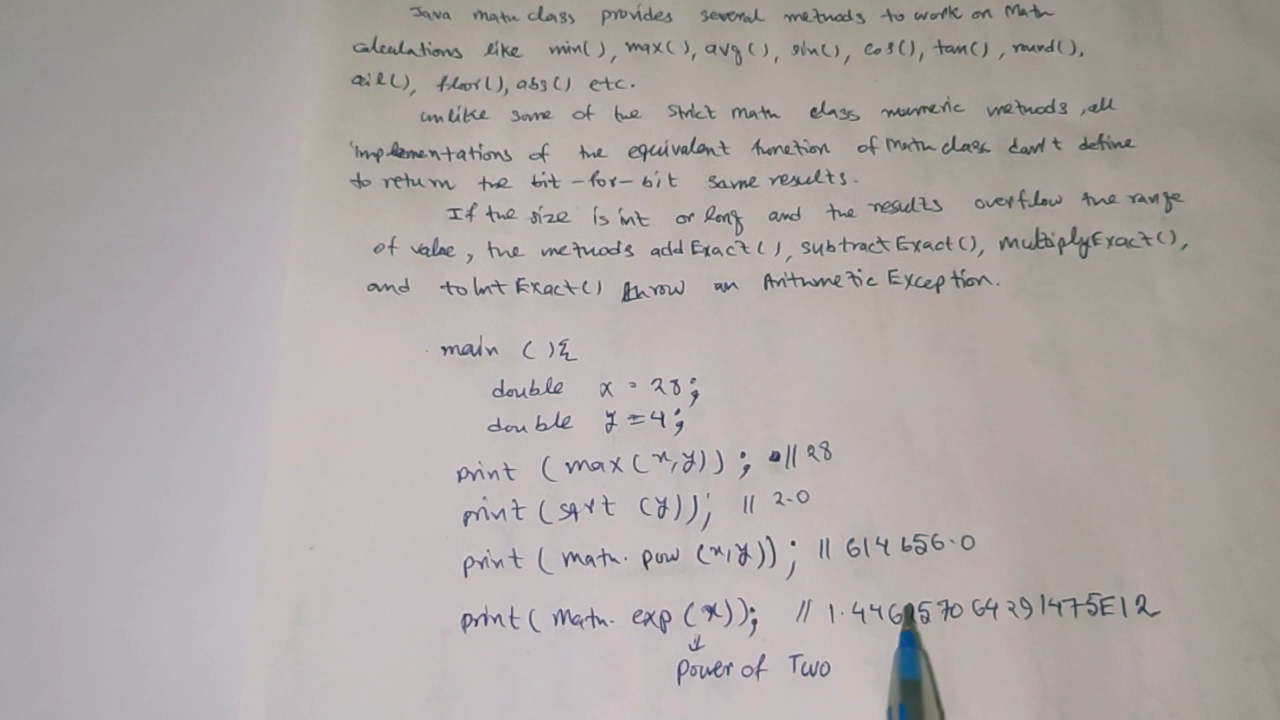 Java math class provides several methods to work on Math
calculations like min(), max(), avg(), sin(), cos(), tan(), round(),
ceil(), floor(), abs() etc.
unlike some of the Strict math class numeric methods, all
implementations of the equivalent function of Math class can't define
to return the bit-for-bit same results.
If the size is int or long and the results overflow the range
of value, the methods addExact(), subtractExact(), multiplyExact(),
and toIntExact() throw an Arithmetic Exception.
main (){
double x = 28;
double y = 4;
print (max(x,y)); // 28
print (sqrt (y)); // 2.0
print (math. pow (x,y)); // 614656.0
print (math. exp (x)); // 1.446257064291475E12
↓
power of Two